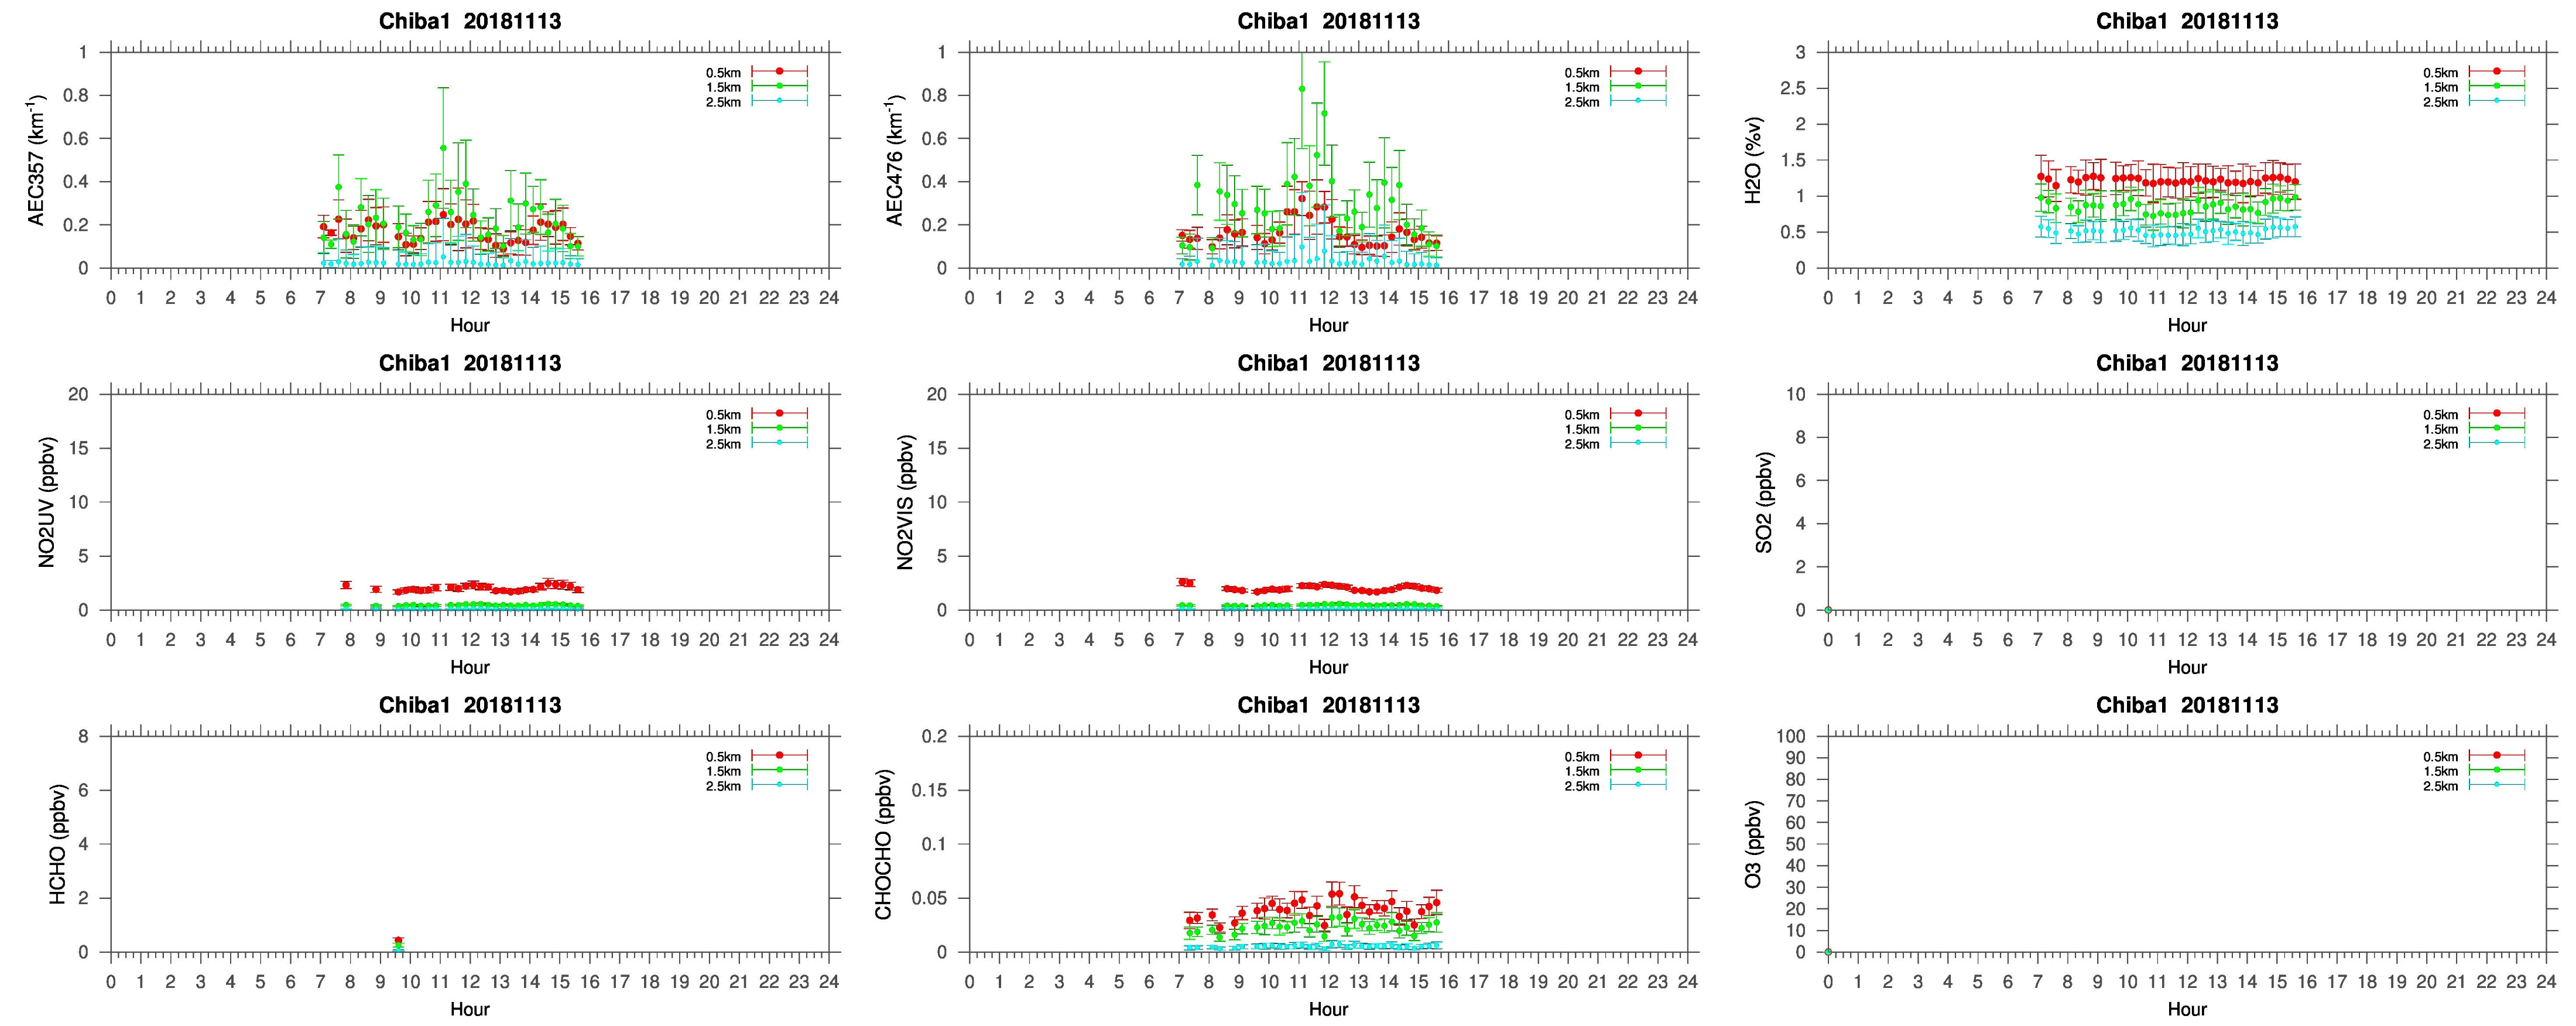 Chiba1 20181113
AEC357 (km-1)
1
0.8
0.6
0.4
0.2
0
0.5km
1.5km
2.5km
0 1 2 3 4 5 6 7 8 9 10 11 12 13 14 15 16 17 18 19 20 21 22 23 24
Hour
Chiba1 20181113
AEC476 (km-1)
1
0.8
0.6
0.4
0.2
0
0.5km
1.5km
2.5km
0 1 2 3 4 5 6 7 8 9 10 11 12 13 14 15 16 17 18 19 20 21 22 23 24
Hour
Chiba1 20181113
H2O (%v)
3
2.5
2
1.5
1
0.5
0
0.5km
1.5km
2.5km
0 1 2 3 4 5 6 7 8 9 10 11 12 13 14 15 16 17 18 19 20 21 22 23 24
Hour
Chiba1 20181113
NO2UV (ppbv)
20
15
10
5
0
0.5km
1.5km
2.5km
0 1 2 3 4 5 6 7 8 9 10 11 12 13 14 15 16 17 18 19 20 21 22 23 24
Hour
Chiba1 20181113
NO2VIS (ppbv)
20
15
10
5
0
0.5km
1.5km
2.5km
0 1 2 3 4 5 6 7 8 9 10 11 12 13 14 15 16 17 18 19 20 21 22 23 24
Hour
Chiba1 20181113
SO2 (ppbv)
10
8
6
4
2
0
0.5km
1.5km
2.5km
0 1 2 3 4 5 6 7 8 9 10 11 12 13 14 15 16 17 18 19 20 21 22 23 24
Hour
Chiba1 20181113
HCHO (ppbv)
8
6
4
2
0
0.5km
1.5km
2.5km
0 1 2 3 4 5 6 7 8 9 10 11 12 13 14 15 16 17 18 19 20 21 22 23 24
Hour
Chiba1 20181113
CHOCHO (ppbv)
0.2
0.15
0.1
0.05
0
0.5km
1.5km
2.5km
0 1 2 3 4 5 6 7 8 9 10 11 12 13 14 15 16 17 18 19 20 21 22 23 24
Hour
Chiba1 20181113
O3 (ppbv)
100
90
80
70
60
50
40
30
20
10
0
0.5km
1.5km
2.5km
0 1 2 3 4 5 6 7 8 9 10 11 12 13 14 15 16 17 18 19 20 21 22 23 24
Hour